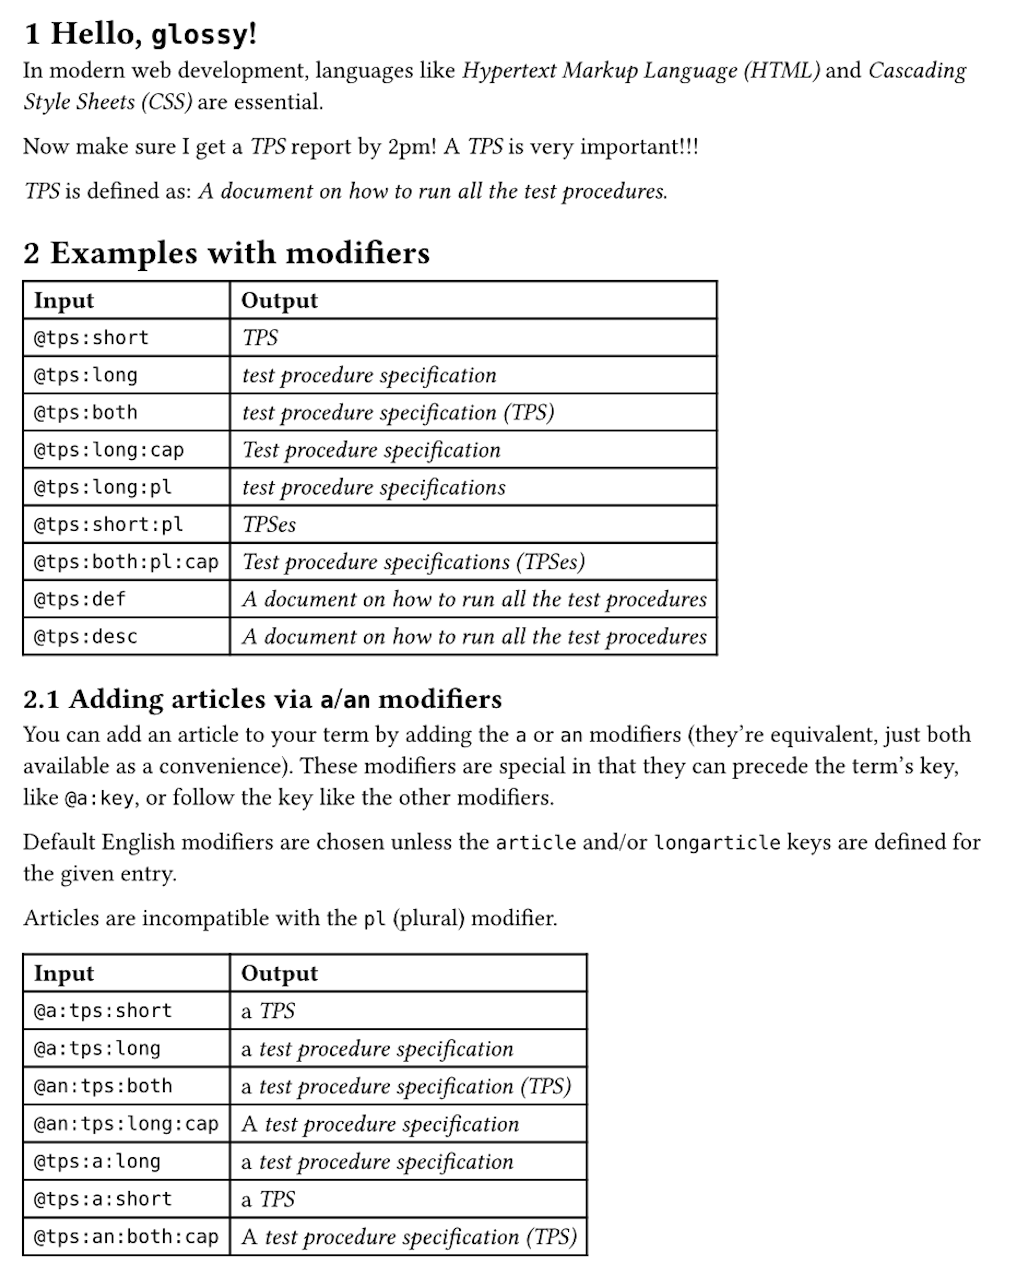 1 Hello, glossy!
In modern web development, languages like Hypertext Markup Language (HTML) and Cascading
Style Sheets (CSS) are essential.
Now make sure I get a TPS report by 2pm! A TPS is very important!!!
TPS is defined as: A document on how to run all the test procedures.
2 Examples with modifiers
Input Output
@tps:short TPS
@tps:long test procedure specification
@tps:both test procedure specification (TPS)
@tps:long:cap Test procedure specification
@tps:long:pl test procedure specifications
@tps:short:pl TPSes
@tps:both:pl:cap Test procedure specifications (TPSes)
@tps:def A document on how to run all the test procedures
@tps:desc A document on how to run all the test procedures
2.1 Adding articles via a/an modifiers
You can add an article to your term by adding the a or an modifiers (they're equivalent, just both
available as a convenience). These modifiers are special in that they can precede the term's key,
like @a:key, or follow the key like the other modifiers.
Default English modifiers are chosen unless the article and/or longarticle keys are defined for
the given entry.
Articles are incompatible with the pl (plural) modifier.
Input Output
@a:tps:short a TPS
@a:tps:long a test procedure specification
@an:tps:both a test procedure specification (TPS)
@an:tps:long:cap A test procedure specification
@tps:a:long a test procedure specification
@tps:a:short a TPS
@tps:an:both:cap A test procedure specification (TPS)